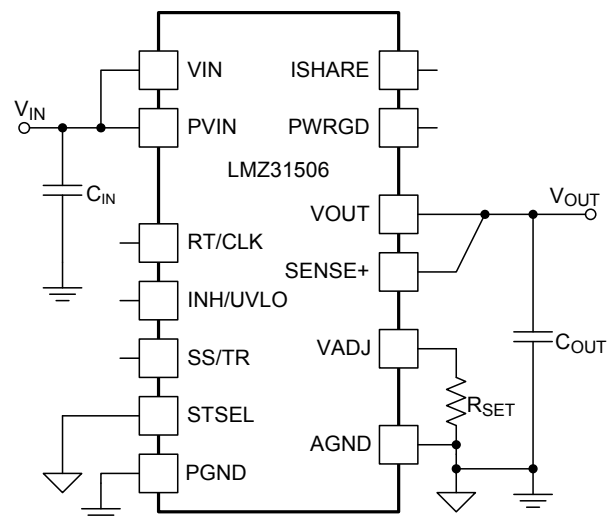 VIN
ISHARE
V_IN
PVIN
PWRGD
LMZ31506
C_IN
VOUT
V_OUT
RT/CLK
SENSE+
INH/UVLO
VADJ
C_OUT
SS/TR
R_SET
STSEL
AGND
PGND